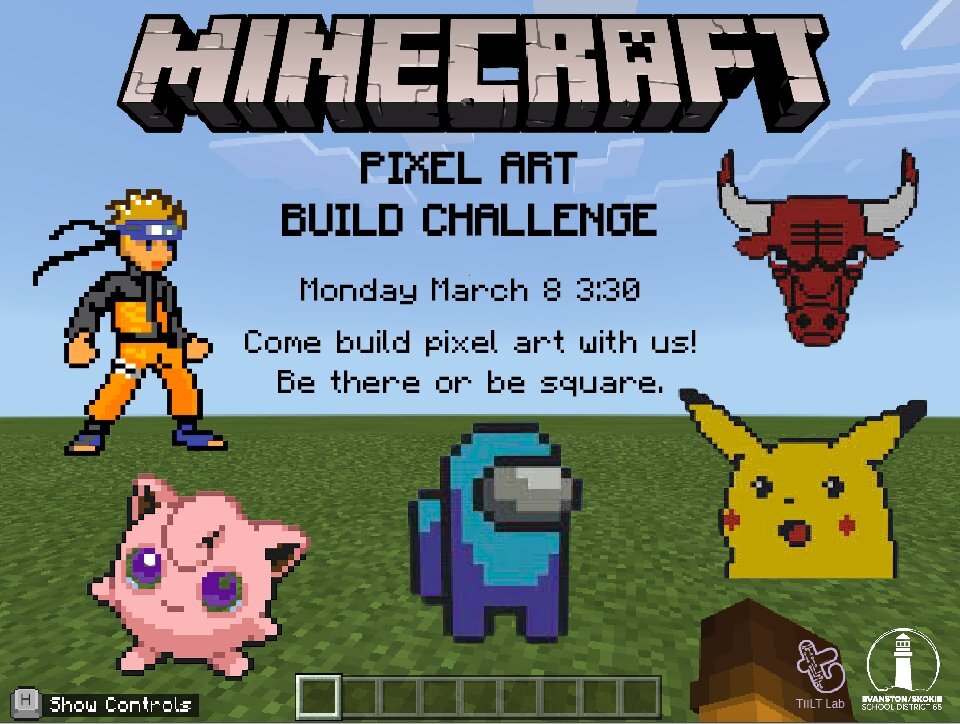 MINECRAFT
PIXEL ART
BUILD CHALLENGE
Monday March 8 3:30
Come build pixel art with us!
Be there or be square.
H Show Controls
TIILT Lab
EVANSTON/SKOKIE
SCHOOL DISTRICT 65